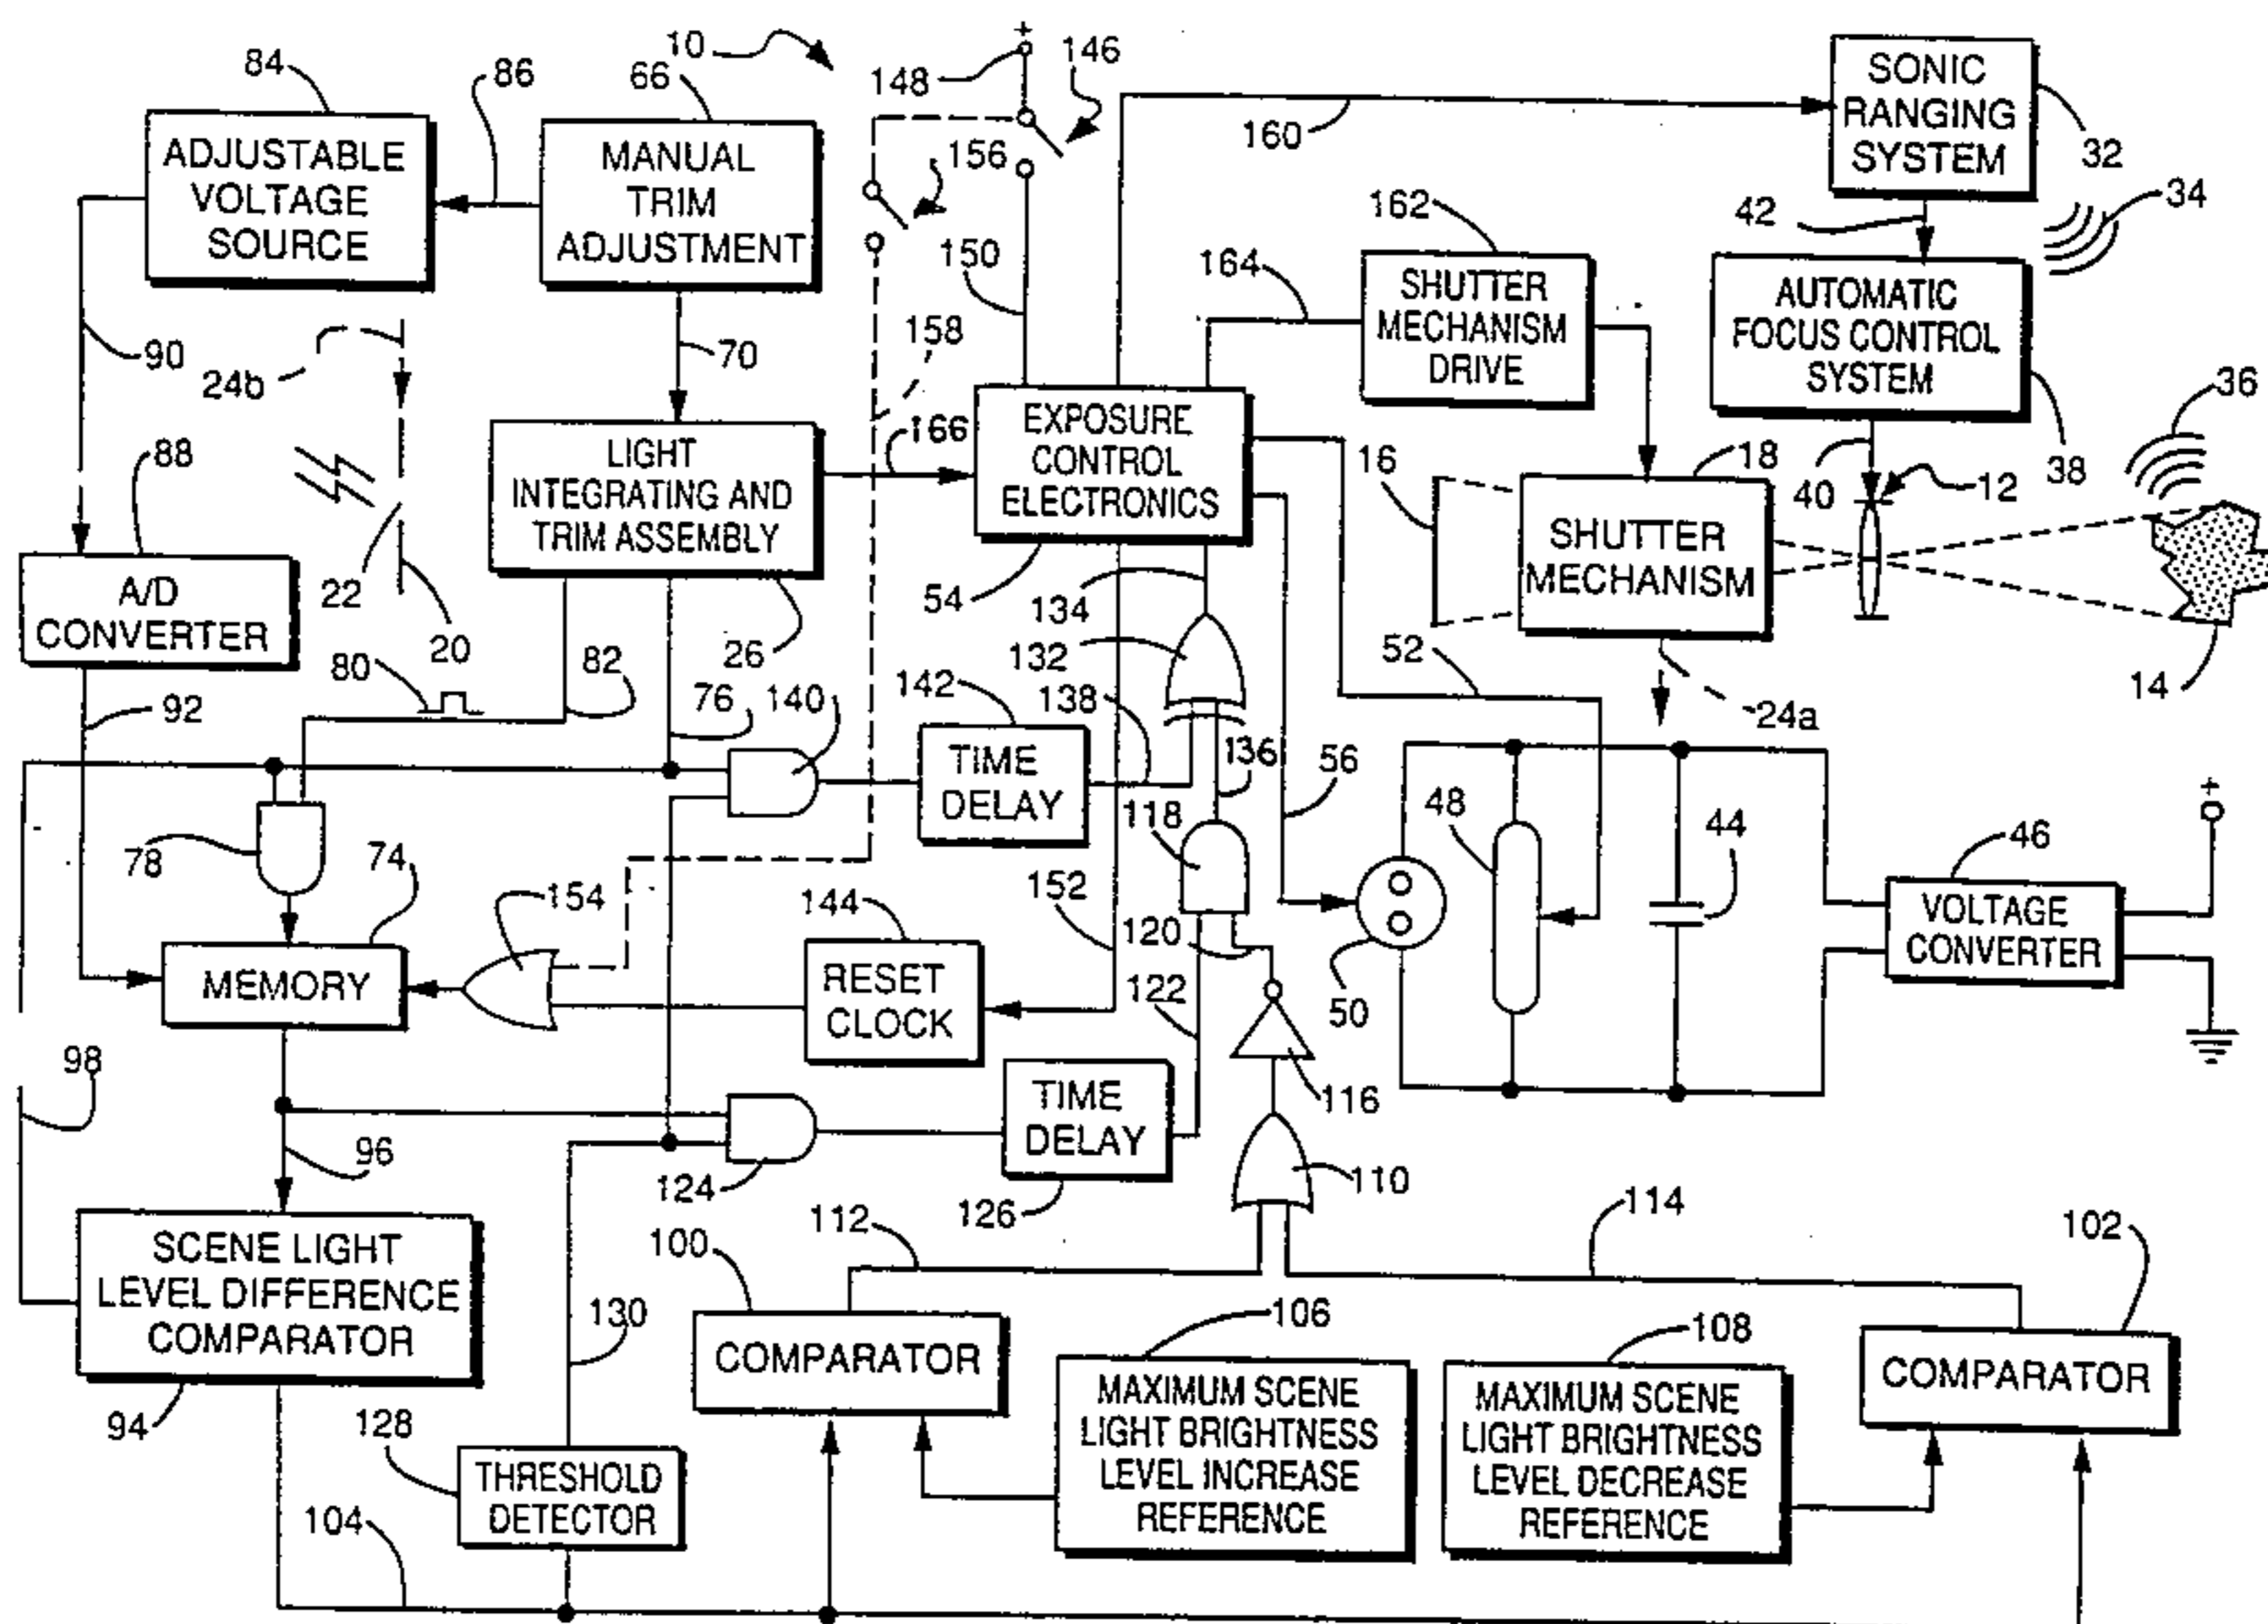 10
+
148
146
84
86
66
ADJUSTABLE
VOLTAGE
SOURCE
MANUAL
TRIM
ADJUSTMENT
156
160
SONIC
RANGING
SYSTEM
32
34
42
150
162
164
SHUTTER
MECHANISM
DRIVE
AUTOMATIC
FOCUS CONTROL
SYSTEM
36
38
90
24b
70
158
166
88
LIGHT
INTEGRATING AND
TRIM ASSEMBLY
EXPOSURE
CONTROL
ELECTRONICS
16
18
40
12
SHUTTER
MECHANISM
A/D
CONVERTER
22
20
26
54
134
132
52
14
24a
80
82
76
92
140
142
138
136
56
TIME
DELAY
78
74
154
144
118
152
120
122
48
44
46
+
VOLTAGE
CONVERTER
50
MEMORY
RESET
CLOCK
98
96
124
TIME
DELAY
126
116
110
112
114
100
102
SCENE LIGHT
LEVEL DIFFERENCE
COMPARATOR
94
130
128
COMPARATOR
106
108
COMPARATOR
MAXIMUM SCENE
LIGHT BRIGHTNESS
LEVEL INCREASE
REFERENCE
MAXIMUM SCENE
LIGHT BRIGHTNESS
LEVEL DECREASE
REFERENCE
THRESHOLD
DETECTOR
104